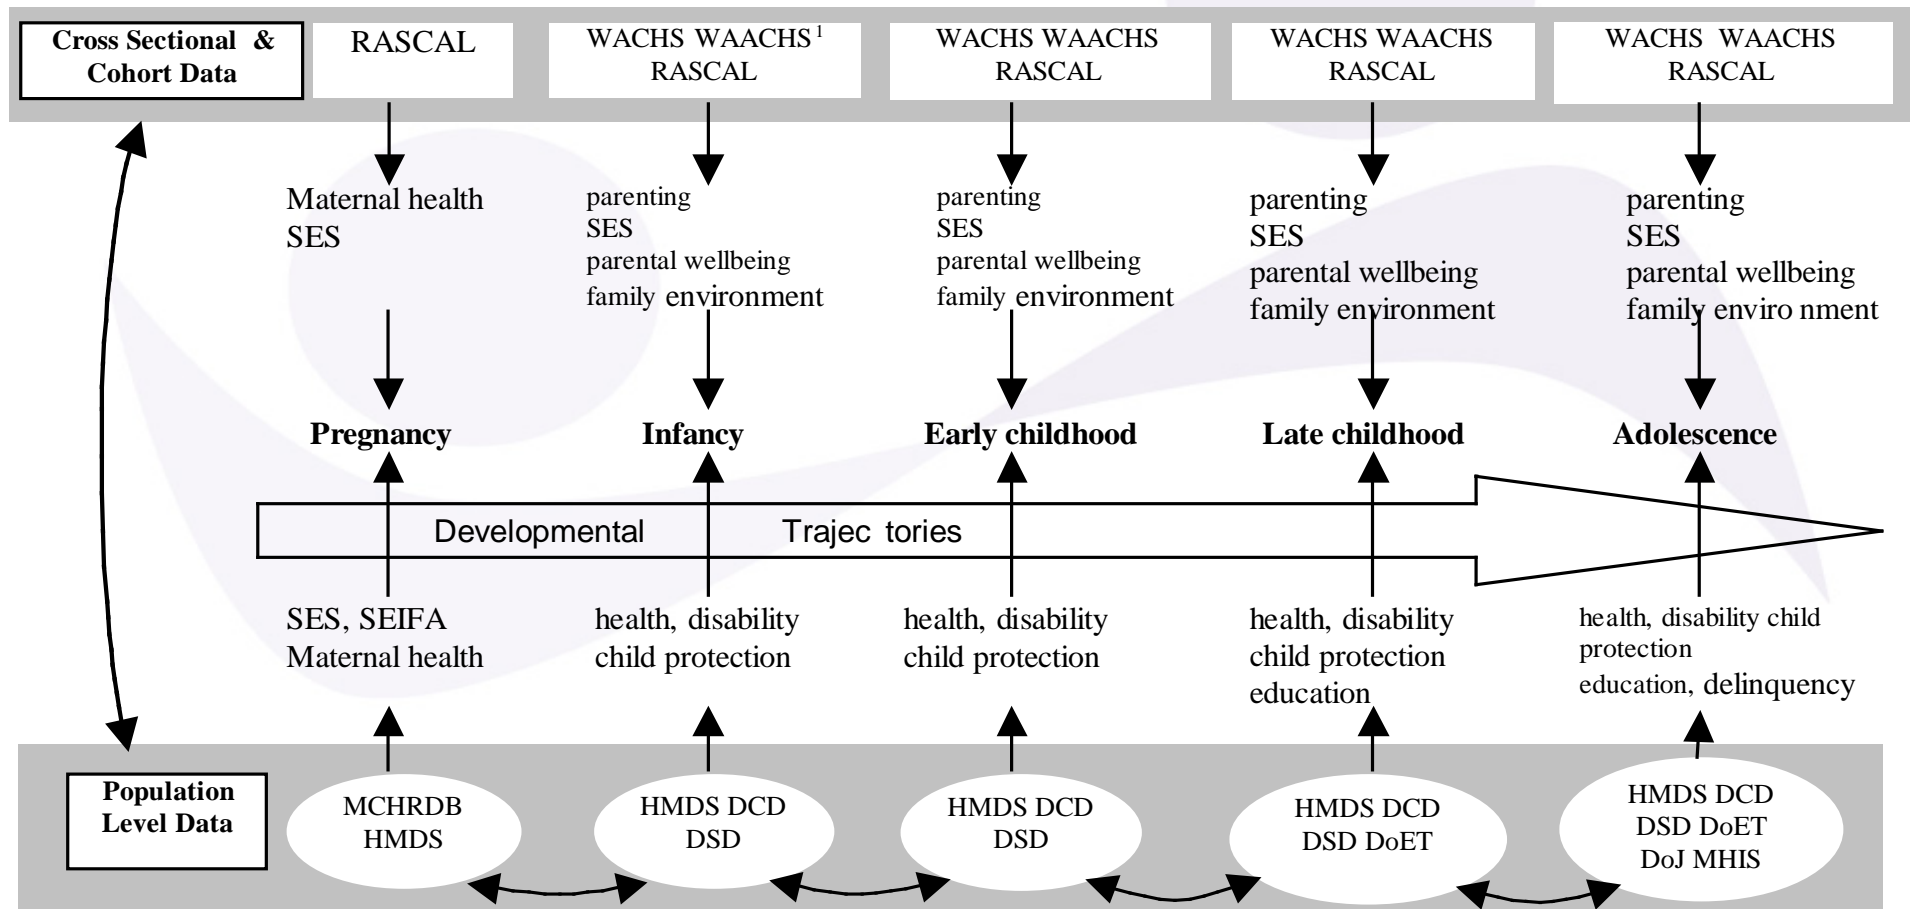 Cross Sectional &
Cohort Data
RASCAL
WACHS WAACHS 1
RASCAL
WACHS WAACHS
RASCAL
WACHS WAACHS
RASCAL
WACHS WAACHS
RASCAL
Maternal health
SES
parenting
SES
parental wellbeing
family environment
parenting
SES
parental wellbeing
family environment
parenting
SES
parental wellbeing
family environment
parenting
SES
parental wellbeing
family enviro nment
Pregnancy
Infancy
Early childhood
Late childhood
Adolescence
Developmental Trajec tories
SES, SEIFA
Maternal health
health, disability
child protection
health, disability
child protection
health, disability
child protection
education
health, disability child
protection
education, delinquency
Population
Level Data
MCHRDB
HMDS
HMDS DCD
DSD
HMDS DCD
DSD
HMDS DCD
DSD DoET
HMDS DCD
DSD DoET
DoJ MHIS